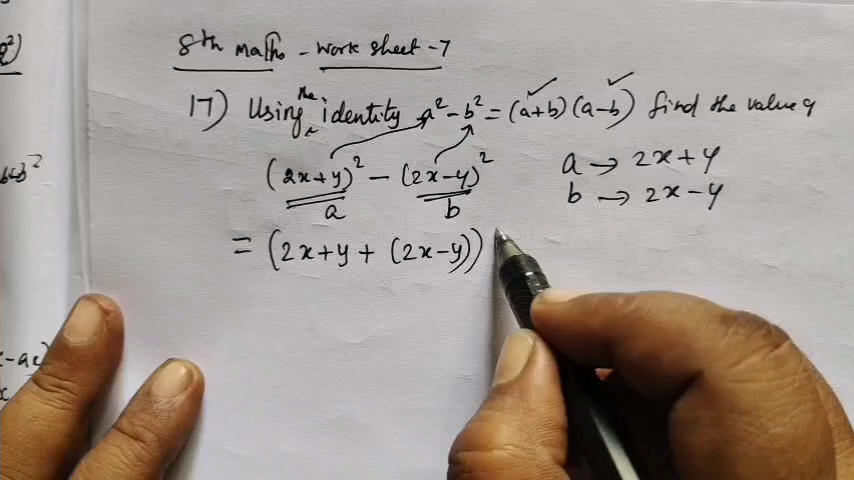 8th maths - work sheet - 7
17) Using the identity a² - b² = (a+b) (a-b) find the value of
(2x+y)² - (2x-y)²
a b
a → 2x+y
b → 2x-y
= (2x+y + (2x-y))